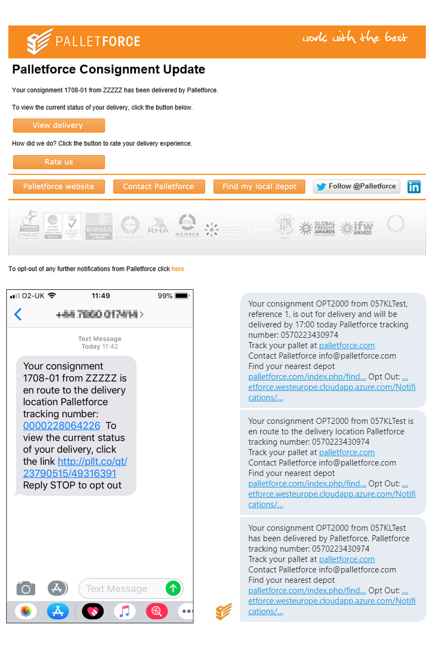 PALLETFORCE
work with the best
Palletforce Consignment Update
Your consignment 1708-01 from ZZZZZ has been delivered by Palletforce.
To view the current status of your delivery, click the button below.
View delivery
How did we do? Click the button to rate your delivery experience.
Rate us
Palletforce website
Contact Palletforce
Find my local depot
Follow @Palletforce
in
FINALIST
WINNER
RHA
MEMBER
GLOBAL
FREIGHT
AWARDS
ifw
AWARDS
To opt-out of any further notifications from Palletforce click here
O2-UK
11:49
99%
Text Message
Today 11:42
Your consignment
1708-01 from ZZZZZ is
en route to the delivery
location Palletforce
tracking number:
0000228064226 To
view the current status
of your delivery, click
the link http://pllt.co/qt/
23790515/49316391
Reply STOP to opt out
Text Message
Your consignment OPT2000 from 057KLTest,
reference 1, is out for delivery and will be
delivered by 17:00 today Palletforce tracking
number: 0570223430974
Track your pallet at palletforce.com
Contact Palletforce info@palletforce.com
Find your nearest depot
palletforce.com/index.php/find... Opt Out: ...
etforce.westeurope.cloudapp.azure.com/Notifi
cations/...
Your consignment OPT2000 from 057KLTest is
en route to the delivery location Palletforce
tracking number: 0570223430974
Track your pallet at palletforce.com
Contact Palletforce info@palletforce.com
Find your nearest depot
palletforce.com/index.php/find... Opt Out: ...
etforce.westeurope.cloudapp.azure.com/Notifi
cations/...
Your consignment OPT2000 from 057KLTest
has been delivered by Palletforce. Palletforce
tracking number: 0570223430974
Track your pallet at palletforce.com
Contact Palletforce info@palletforce.com
Find your nearest depot
palletforce.com/index.php/find... Opt Out: ...
etforce.westeurope.cloudapp.azure.com/Notifi
cations/...